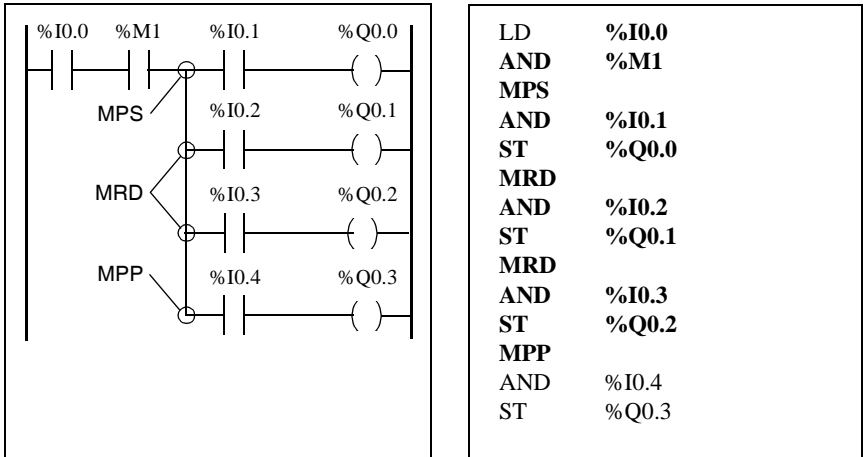 %I0.0 %M1 %I0.1 %Q0.0
MPS
%I0.2 %Q0.1
MRD
%I0.3 %Q0.2
MPP
%I0.4 %Q0.3
LD %I0.0
AND %M1
MPS
AND %I0.1
ST %Q0.0
MRD
AND %I0.2
ST %Q0.1
MRD
AND %I0.3
ST %Q0.2
MPP
AND %I0.4
ST %Q0.3